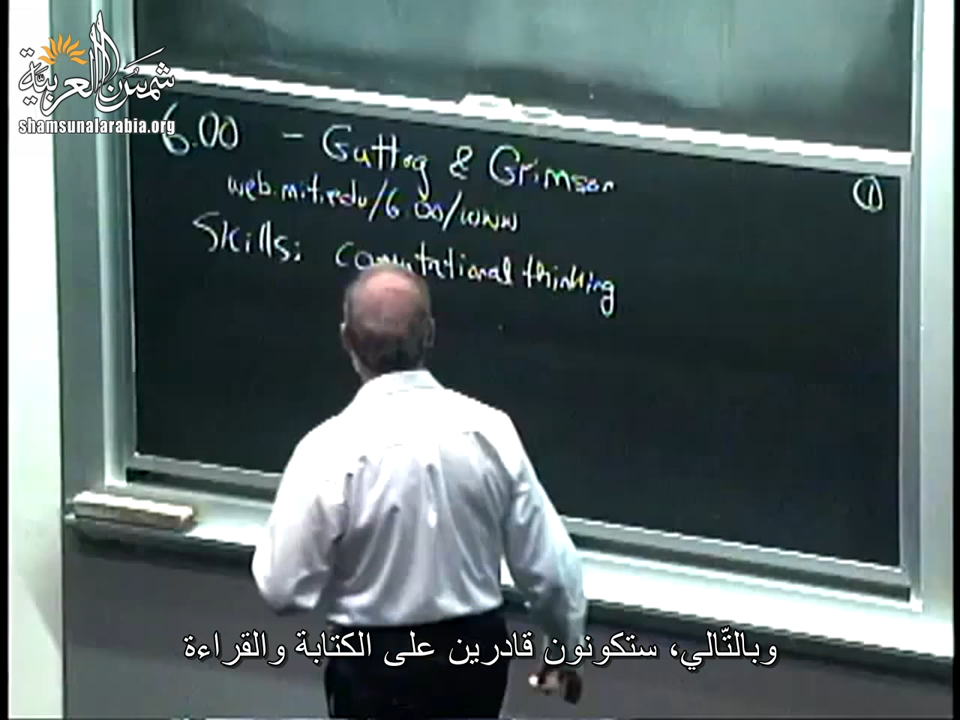 شمسُ العربية
shamsunalarabia.org
6.00 - Guttag & Grimson
①
web.mit.edu/6.00/www
Skills: computational thinking
وبالتّالي، ستكونون قادرين على الكتابة والقراءة